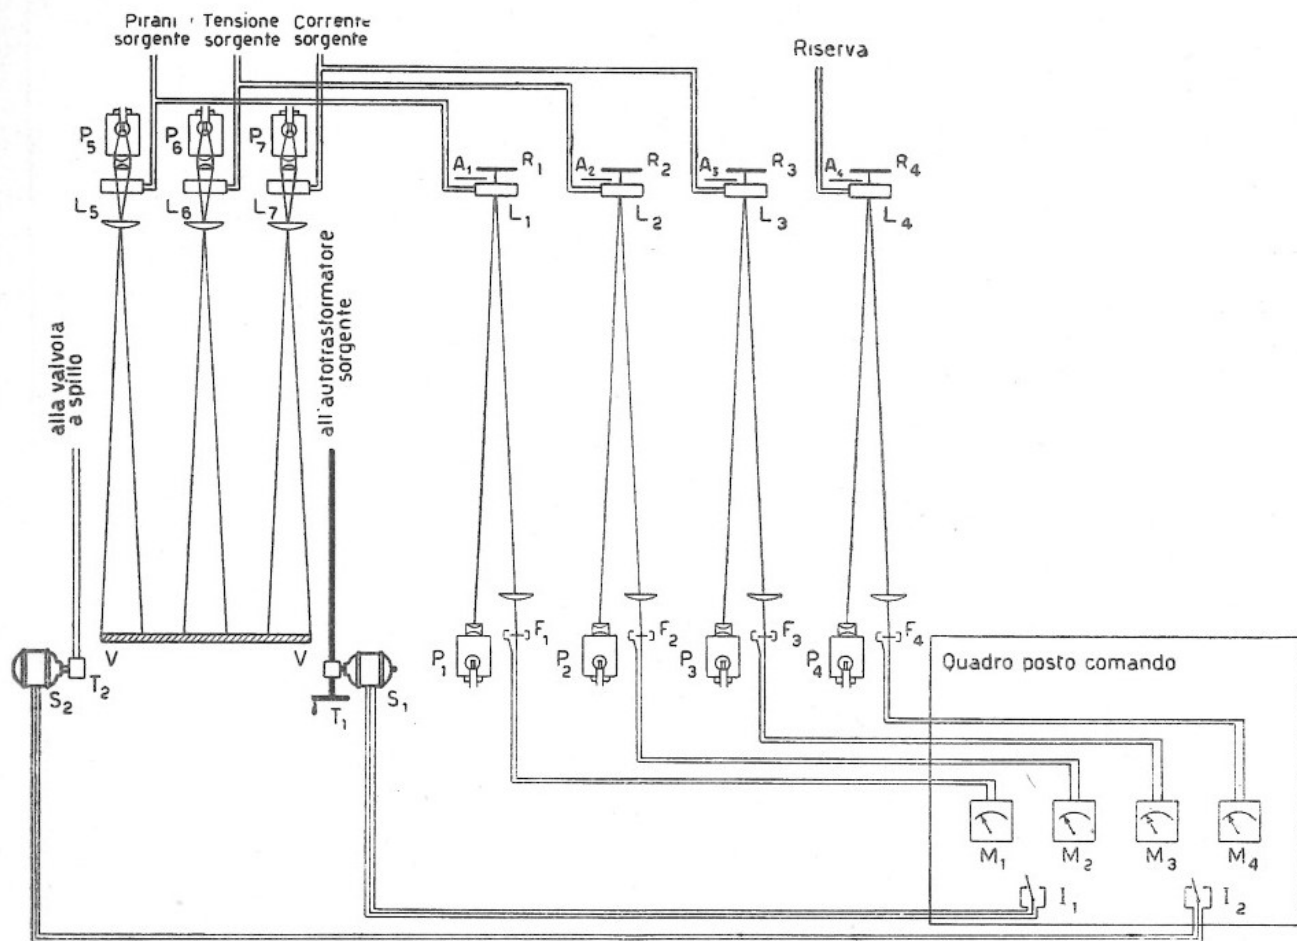 Pirani
sorgente
Tensione
sorgente
Corrente
sorgente
Riserva
P5
P6
P7
L5
L6
L7
A1
R1
L1
A2
R2
L2
A3
R3
L3
A4
R4
L4
alla valvola
a spillo
all'autotrasformatore
sorgente
V
V
S2
T2
T1
S1
P1
F1
P2
F2
P3
F3
P4
F4
Quadro posto comando
M1
M2
M3
M4
I1
I2